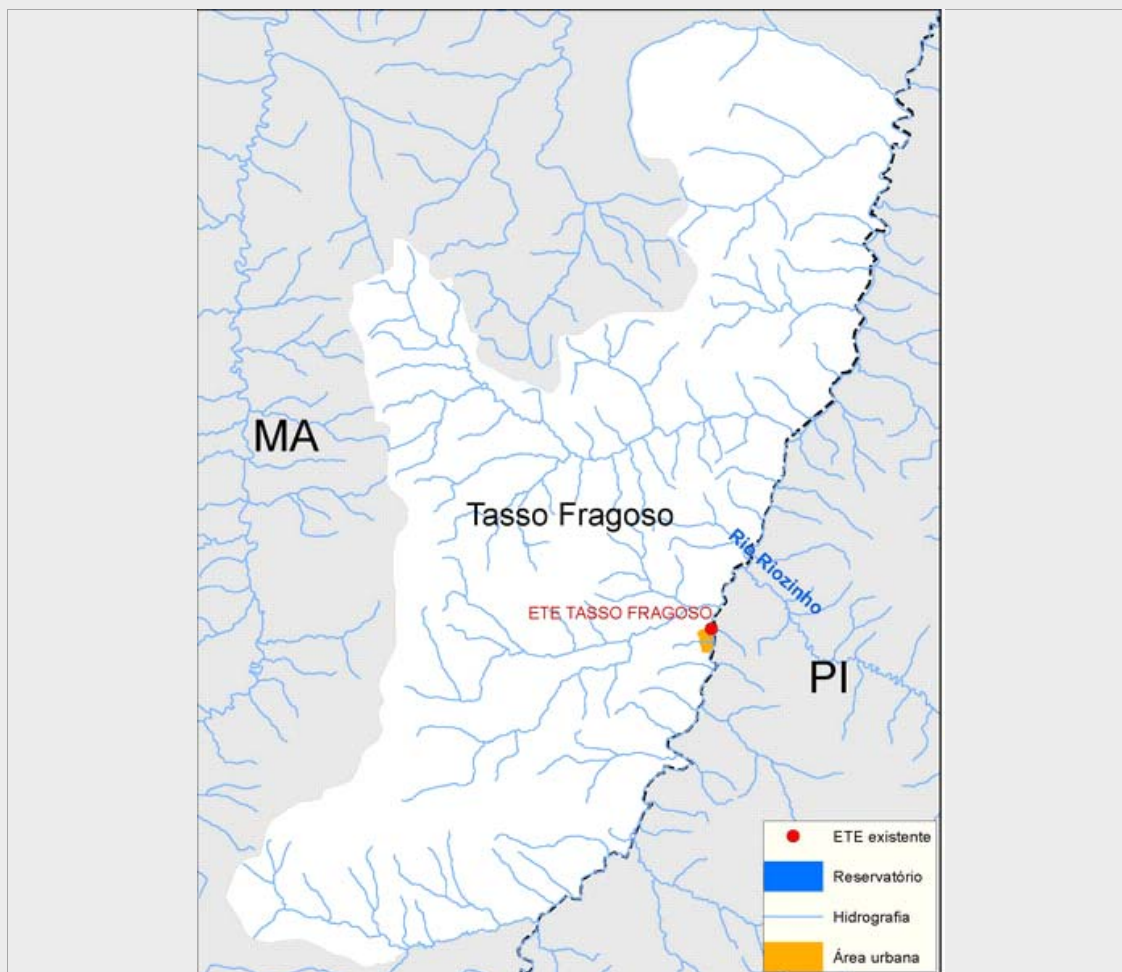 MA
Tasso Fragoso
Rio Riozinho
ETE TASSO FRAGOSO
PI
ETE existente
Reservatório
Hidrografia
Área urbana